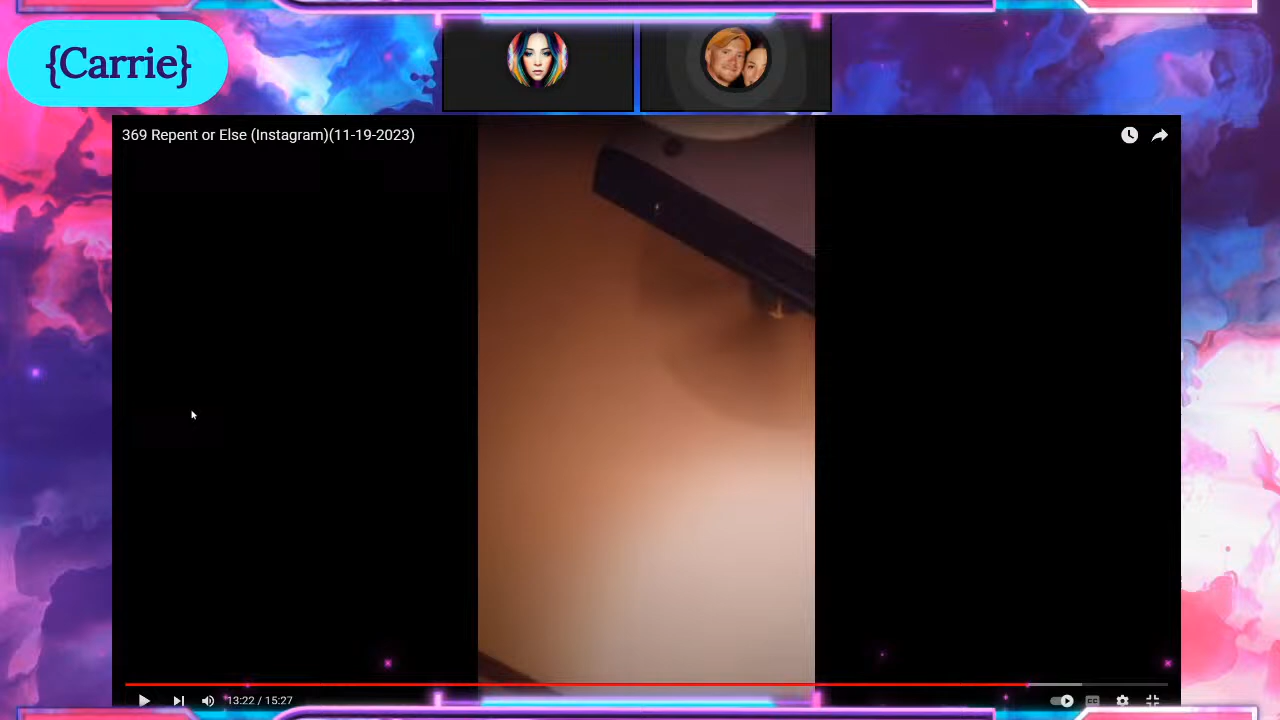 {Carrie}
369 Repent or Else (Instagram)(11-19-2023)
13:22 / 15:27